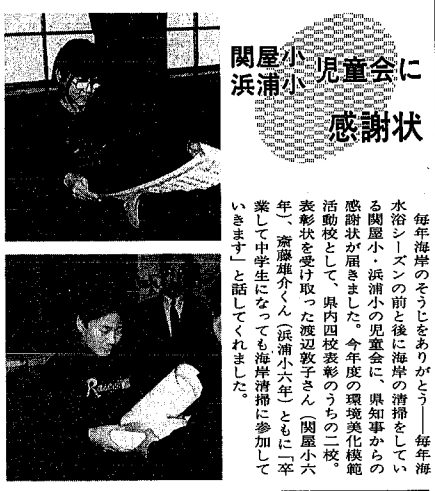 関屋小
浜浦小
児童会に
感謝状
毎年海岸のそうじをありがとう――毎年海
水浴シーズンの前と後に海岸の清掃をしてい
る関屋小・浜浦小の児童会に、県知事からの
感謝状が届きました。今年度の環境美化模範
活動校として、県内四校表彰のうちの二校。
表彰状を受け取った渡辺敦子さん（関屋小六
年）、斎藤雄介くん（浜浦小六年）ともに「卒
業して中学生になっても海岸清掃に参加して
いきます」と話してくれました。